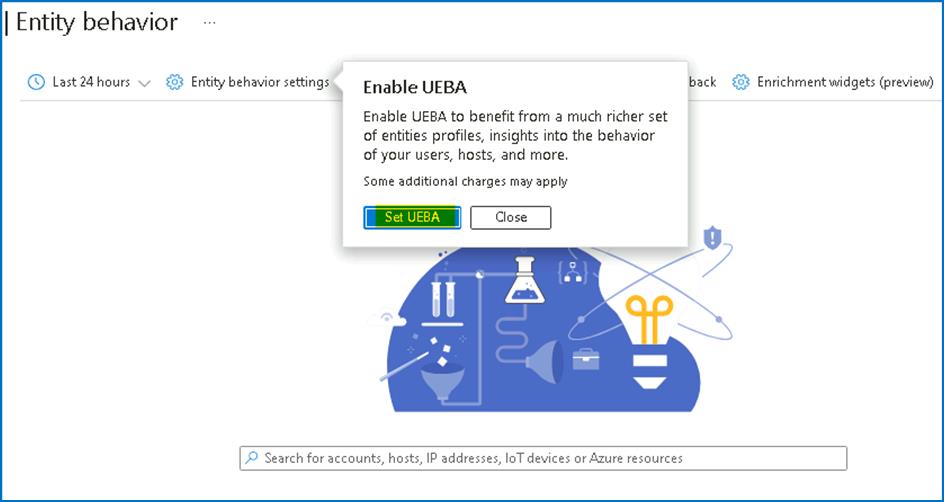 Entity behavior ...
Last 24 hours
Entity behavior settings
back
Enrichment widgets (preview)
Enable UEBA
Enable UEBA to benefit from a much richer set
of entities profiles, insights into the behavior
of your users, hosts, and more.
Some additional charges may apply
Set UEBA
Close
Search for accounts, hosts, IP addresses, IoT devices or Azure resources